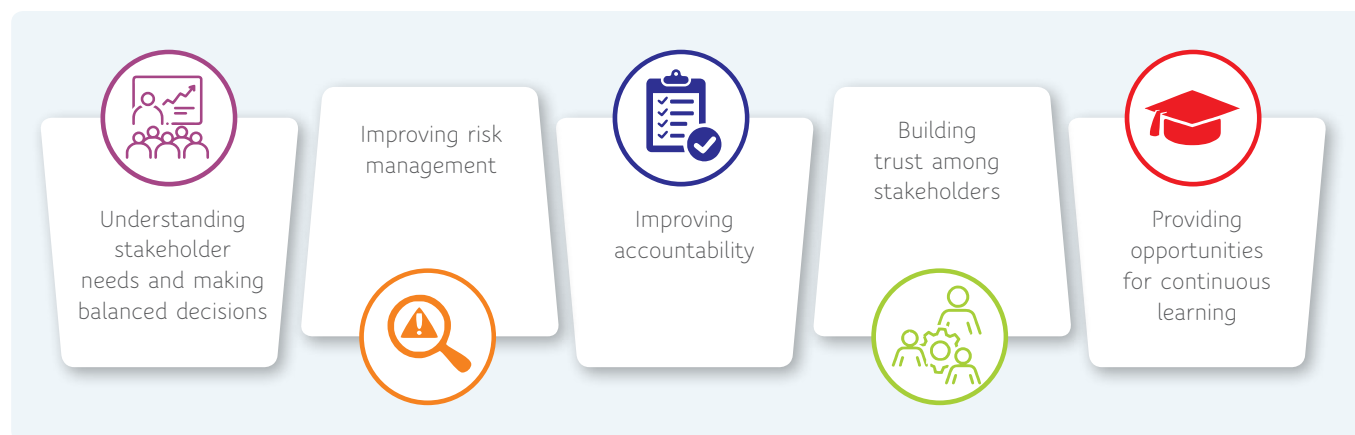 Understanding
stakeholder
needs and making
balanced decisions
Improving risk
management
Improving
accountability
Building
trust among
stakeholders
Providing
opportunities
for continuous
learning